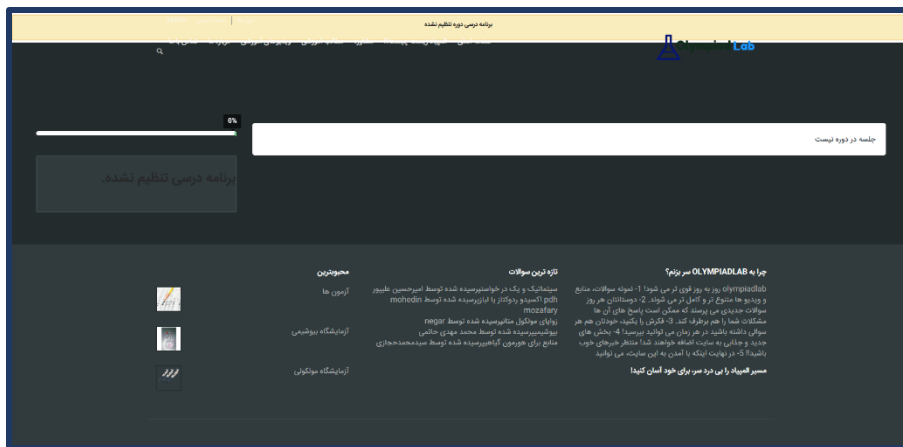 برنامه درسی دوره تنظیم نشده
OlympiadLab
0%
جلسه در دوره نیست
برنامه درسی تنظیم نشده.
چرا به OLYMPIADLAB سر بزنم؟
olympiadlab روز به روز قوی تر می شود! 1- نمونه سوالات، منابع
و ویدیو ها متنوع تر و کامل تر می شوند. 2- دوستانتان هر روز
سوالات جدیدی می پرسند که ممکن است پاسخ های آن ها
مشکلات شما را هم برطرف کند. 3- فکرش را بکنید، خودتان هم هر
سوالی داشته باشید در هر زمان می توانید بپرسید! 4- بخش های
جدید و جذابی به سایت اضافه خواهند شد! منتظر خبرهای خوب
باشید!! 5- در نهایت اینکه با آمدن به این سایت، می توانید
مسیر المپیاد را بی درد سر، برای خود آسان کنید!
تازه ترین سوالات
سینماتیک و یک در خواستپرسیده شده توسط امیرحسین علیپور
pdh اکسیدو ردوکتاز یا لیازپرسیده شده توسط mohedin
mozafary
زوایای مولکول متانپرسیده شده توسط negar
بیوشیمیپرسیده شده توسط محمد مهدی حاتمی
منابع برای هورمون گیاهیپرسیده شده توسط سیدمحمدحجازی
محبوبترین
آزمون ها
آزمایشگاه بیوشیمی
آزمایشگاه مولکولی